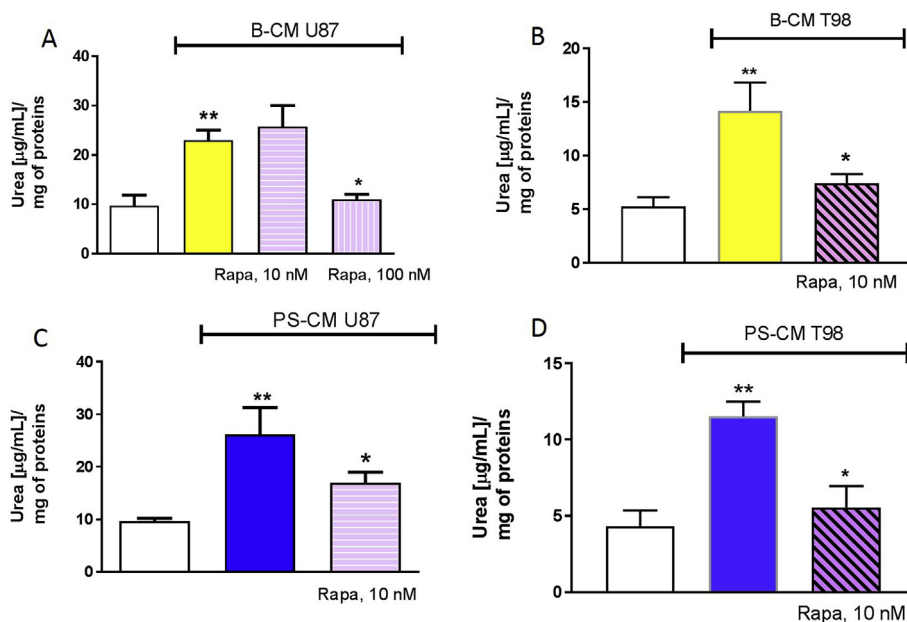 A
B-CM U87
Urea [µg/mL]/
mg of proteins
40
30
20
10
0
**
*
Rapa, 10 nM
Rapa, 100 nM
B
B-CM T98
Urea [µg/mL]/
mg of proteins
20
15
10
5
0
**
*
Rapa, 10 nM
C
PS-CM U87
Urea [µg/mL]/
mg of proteins
40
30
20
10
0
**
*
Rapa, 10 nM
D
PS-CM T98
Urea [µg/mL]/
mg of proteins
15
10
5
0
**
*
Rapa, 10 nM